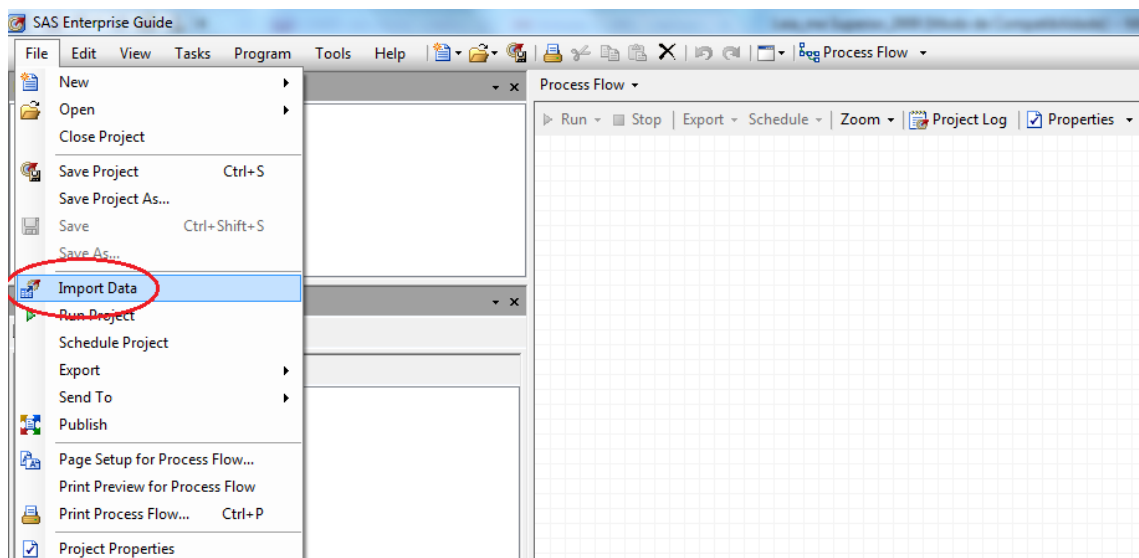 SAS Enterprise Guide
File Edit View Tasks Program Tools Help Process Flow
New
Open
Close Project
Save Project Ctrl+S
Save Project As...
Save Ctrl+Shift+S
Save As...
Import Data
Run Project
Schedule Project
Export
Send To
Publish
Page Setup for Process Flow...
Print Preview for Process Flow
Print Process Flow... Ctrl+P
Project Properties
Process Flow
Run Stop Export Schedule Zoom Project Log Properties